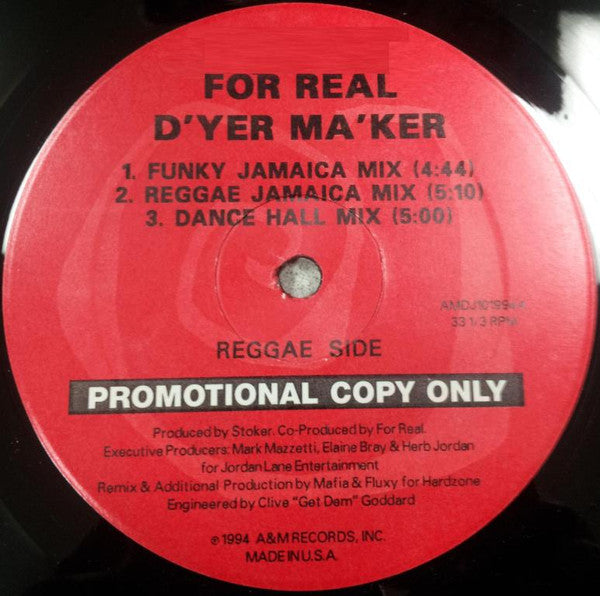 FOR REAL
D'YER MA'KER
1. FUNKY JAMAICA MIX (4:44)
2. REGGAE JAMAICA MIX (5:10)
3. DANCE HALL MIX (5:00)
33 1/3 RPM
REGGAE SIDE
PROMOTIONAL COPY ONLY
Produced by Stoker. Co-Produced by For Real.
Executive Producers: Mark Mazzetti, Elaine Bray & Herb Jordan
for Jordan Lane Entertainment
Remix & Additional Production by Mafia & Fluxy for Hardzone
Engineered by Clive "Get Dem" Goddard
℗ 1994 A&M RECORDS, INC.
MADE IN U.S.A.